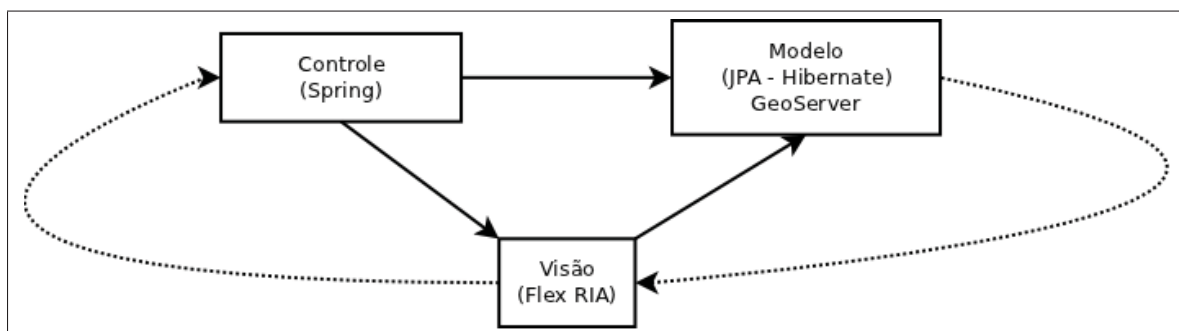 Controle
(Spring)
Modelo
(JPA - Hibernate)
GeoServer
Visão
(Flex RIA)